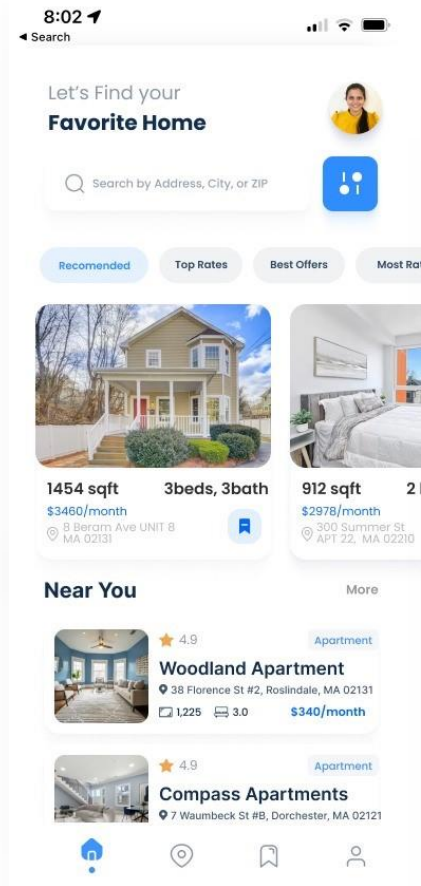 8:02
◀ Search
Let's Find your
Favorite Home
Search by Address, City, or ZIP
Recomended
Top Rates
Best Offers
Most Rat
1454 sqft
3beds, 3bath
$3460/month
8 Beram Ave UNIT 8
MA 02131
912 sqft
2
$2978/month
300 Summer St
APT 22, MA 02210
Near You
More
4.9
Apartment
Woodland Apartment
38 Florence St #2, Roslindale, MA 02131
1,225
3.0
$340/month
4.9
Apartment
Compass Apartments
7 Waumbeck St #B, Dorchester, MA 02121